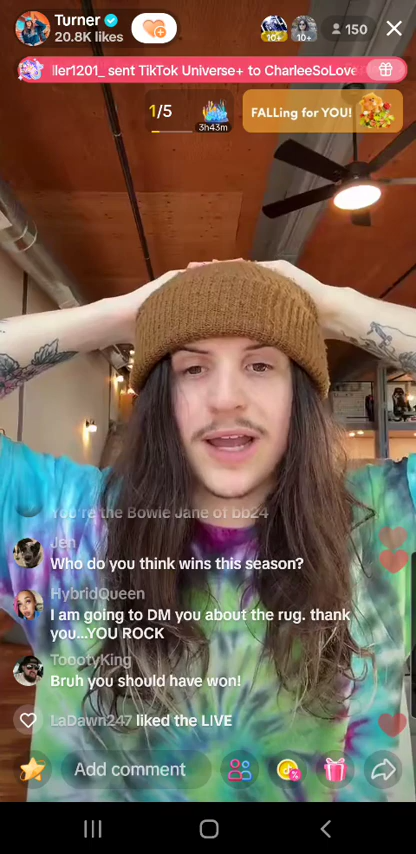 Turner
20.8K likes
10+
10+
150
ller1201_ sent TikTok Universe+ to CharleeSoLove
1/5
3h43m
FALLing for YOU!
You're the Bowie Jane of bb24
Jen
Who do you think wins this season?
HybridQueen
I am going to DM you about the rug. thank
you...YOU ROCK
ToootyKing
Bruh you should have won!
LaDawn247 liked the LIVE
Add comment